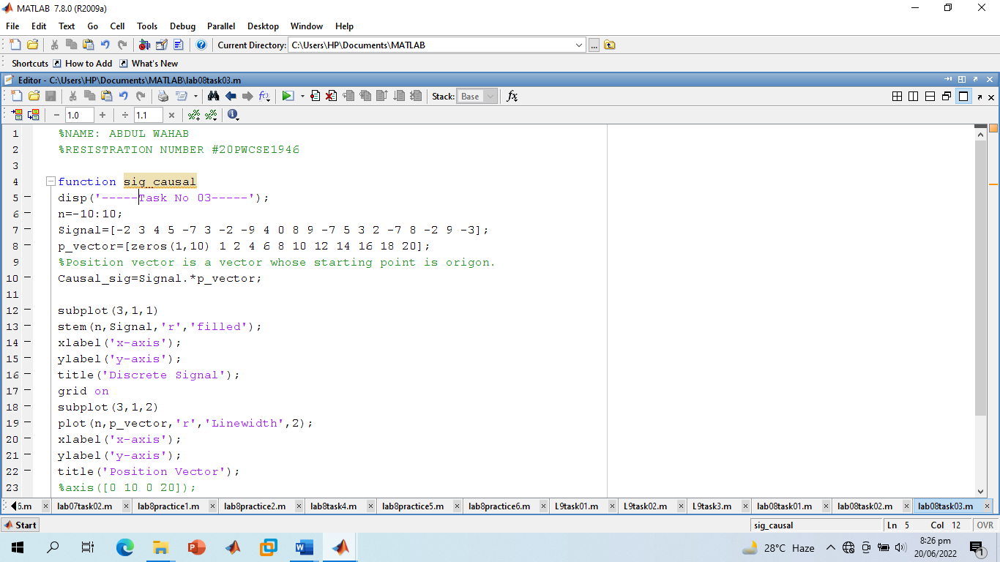 MATLAB 7.8.0 (R2009a)
File Edit Text Go Cell Tools Debug Parallel Desktop Window Help
Current Directory: C:\Users\HP\Documents\MATLAB ...
Shortcuts How to Add What's New
Editor - C:\Users\HP\Documents\MATLAB\lab08task03.m
Stack: Base fx
− 1.0 + ÷ 1.1 ×
1 %NAME: ABDUL WAHAB
2 %RESISTRATION NUMBER #20PWCSE1946
3
4 function sig_causal
5 disp('-----Task No 03-----');
6 n=-10:10;
7 Signal=[-2 3 4 5 -7 3 -2 -9 4 0 8 9 -7 5 3 2 -7 8 -2 9 -3];
8 p_vector=[zeros(1,10) 1 2 4 6 8 10 12 14 16 18 20];
9 %Position vector is a vector whose starting point is origon.
10 Causal_sig=Signal.*p_vector;
11
12 subplot(3,1,1)
13 stem(n,Signal,'r','filled');
14 xlabel('x-axis');
15 ylabel('y-axis');
16 title('Discrete Signal');
17 grid on
18 subplot(3,1,2)
19 plot(n,p_vector,'r','Linewidth',2);
20 xlabel('x-axis');
21 ylabel('y-axis');
22 title('Position Vector');
23 %axis([0 10 0 20]);
6.m lab07task02.m lab8practice1.m lab8practice2.m lab8task4.m lab8practice5.m lab8practice6.m L9task01.m L9task02.m L9task3.m lab08task01.m lab08task02.m lab08task03.m
Start sig_causal Ln 5 Col 12 OVR
28°C Haze 8:26 pm
20/06/2022 1